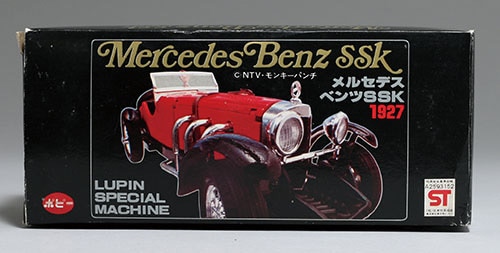 Mercedes Benz SSK
© NTV・モンキーパンチ
メルセデス
ベンツSSK
1927
LUPIN
SPECIAL
MACHINE
ポピー
A2593152
ST